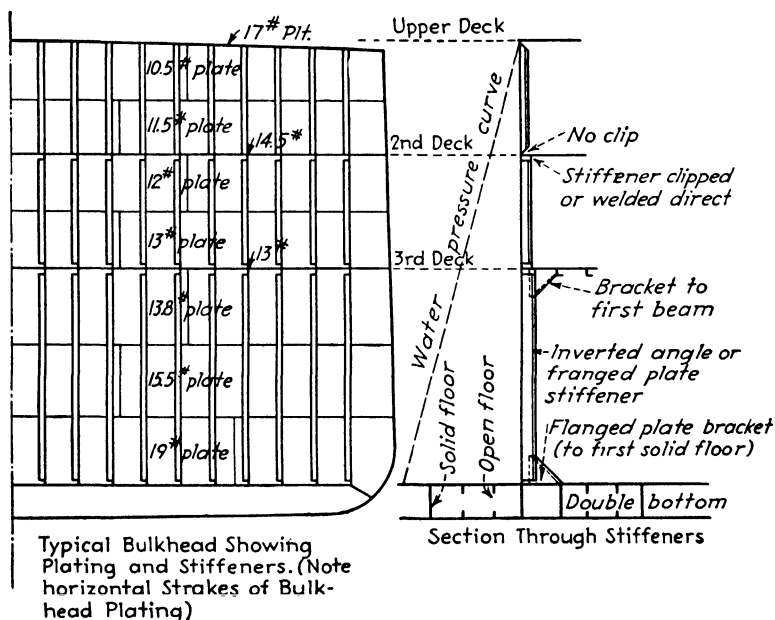 17# Plt.
10.5# plate
11.5# plate
14.5#
12# plate
13# plate
13#
13.8# plate
15.5# plate
19# plate
Typical Bulkhead Showing
Plating and Stiffeners. (Note
horizontal Strakes of Bulk-
head Plating)
Upper Deck
2nd Deck
3rd Deck
Water pressure curve
Solid floor
Open floor
No clip
Stiffener clipped
or welded direct
Bracket to
first beam
Inverted angle or
franged plate
stiffener
Flanged plate bracket
(to first solid floor)
Double bottom
Section Through Stiffeners